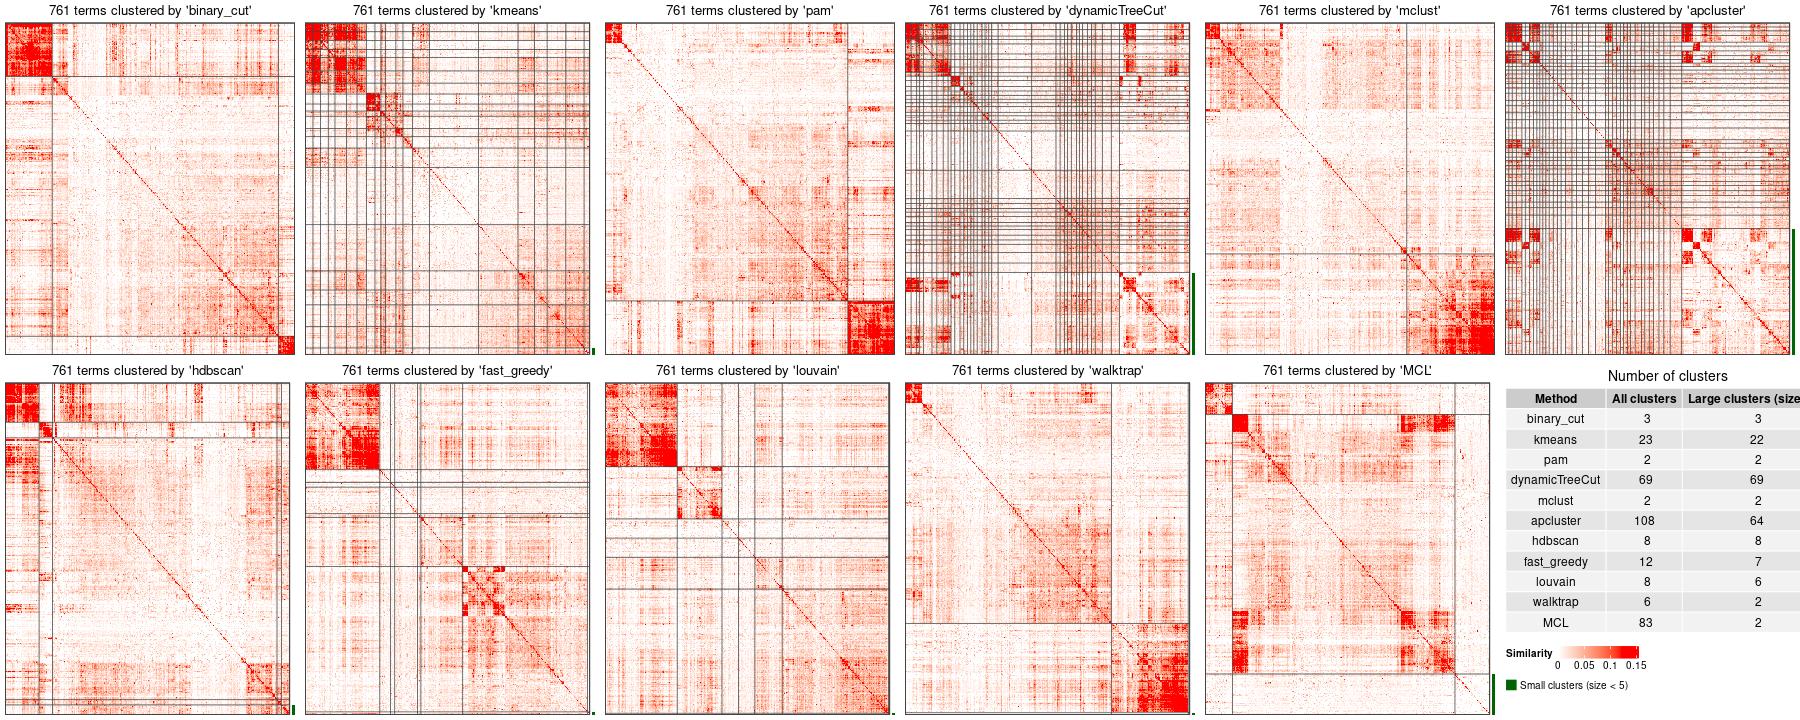 761 terms clustered by 'binary_cut'
761 terms clustered by 'kmeans'
761 terms clustered by 'pam'
761 terms clustered by 'dynamicTreeCut'
761 terms clustered by 'mclust'
761 terms clustered by 'apcluster'
761 terms clustered by 'hdbscan'
761 terms clustered by 'fast_greedy'
761 terms clustered by 'louvain'
761 terms clustered by 'walktrap'
761 terms clustered by 'MCL'
Number of clusters
Method All clusters Large clusters (size
binary_cut 3 3
kmeans 23 22
pam 2 2
dynamicTreeCut 69 69
mclust 2 2
apcluster 108 64
hdbscan 8 8
fast_greedy 12 7
louvain 8 6
walktrap 6 2
MCL 83 2
Similarity
0 0.05 0.1 0.15
Small clusters (size < 5)